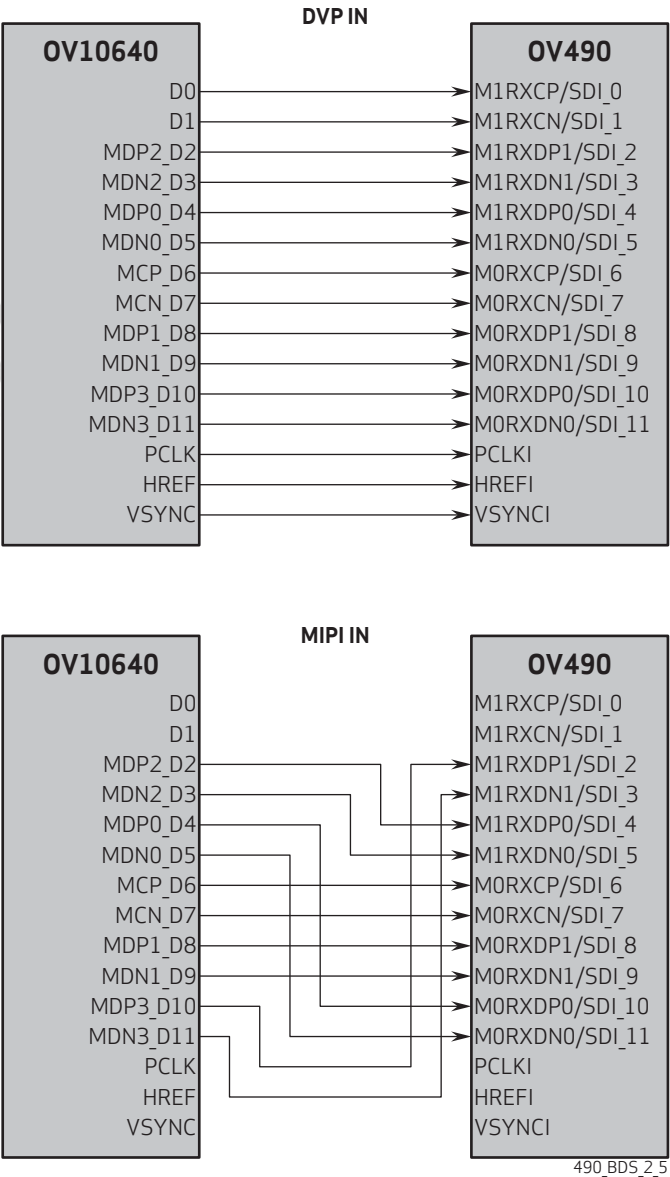 DVP IN
OV10640
OV490
D0
M1RXCP/SDI_0
D1
M1RXCN/SDI_1
MDP2_D2
M1RXDP1/SDI_2
MDN2_D3
M1RXDN1/SDI_3
MDP0_D4
M1RXDP0/SDI_4
MDN0_D5
M1RXDN0/SDI_5
MCP_D6
M0RXCP/SDI_6
MCN_D7
M0RXCN/SDI_7
MDP1_D8
M0RXDP1/SDI_8
MDN1_D9
M0RXDN1/SDI_9
MDP3_D10
M0RXDP0/SDI_10
MDN3_D11
M0RXDN0/SDI_11
PCLK
PCLKI
HREF
HREFI
VSYNC
VSYNCI
MIPI IN
OV10640
OV490
D0
M1RXCP/SDI_0
D1
M1RXCN/SDI_1
MDP2_D2
M1RXDP1/SDI_2
MDN2_D3
M1RXDN1/SDI_3
MDP0_D4
M1RXDP0/SDI_4
MDN0_D5
M1RXDN0/SDI_5
MCP_D6
M0RXCP/SDI_6
MCN_D7
M0RXCN/SDI_7
MDP1_D8
M0RXDP1/SDI_8
MDN1_D9
M0RXDN1/SDI_9
MDP3_D10
M0RXDP0/SDI_10
MDN3_D11
M0RXDN0/SDI_11
PCLK
PCLKI
HREF
HREFI
VSYNC
VSYNCI
490_BDS_2_5